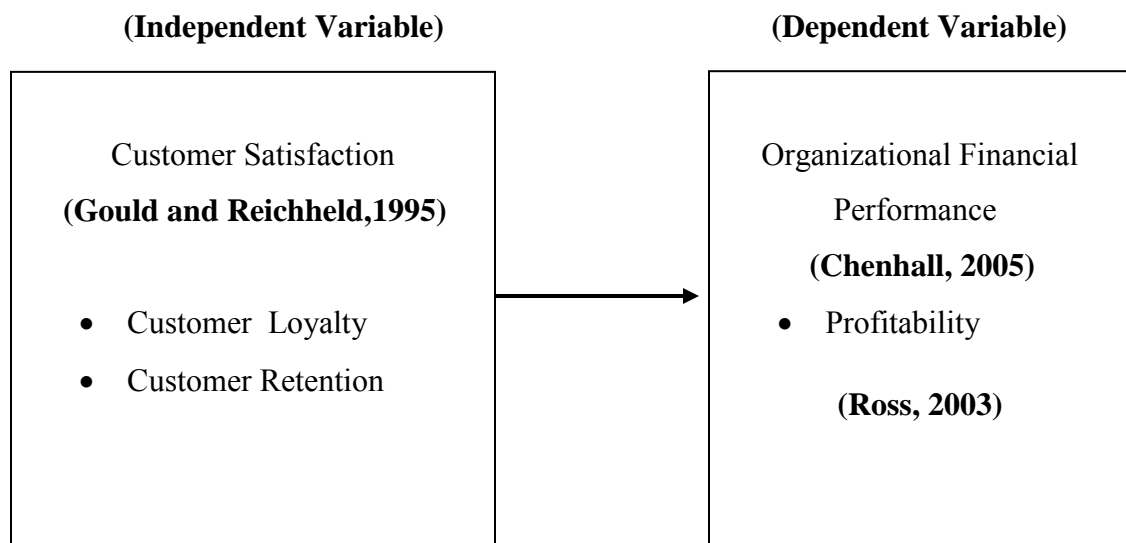 (Independent Variable)
Customer Satisfaction
(Gould and Reichheld,1995)
• Customer Loyalty
• Customer Retention
(Dependent Variable)
Organizational Financial
Performance
(Chenhall, 2005)
• Profitability
(Ross, 2003)